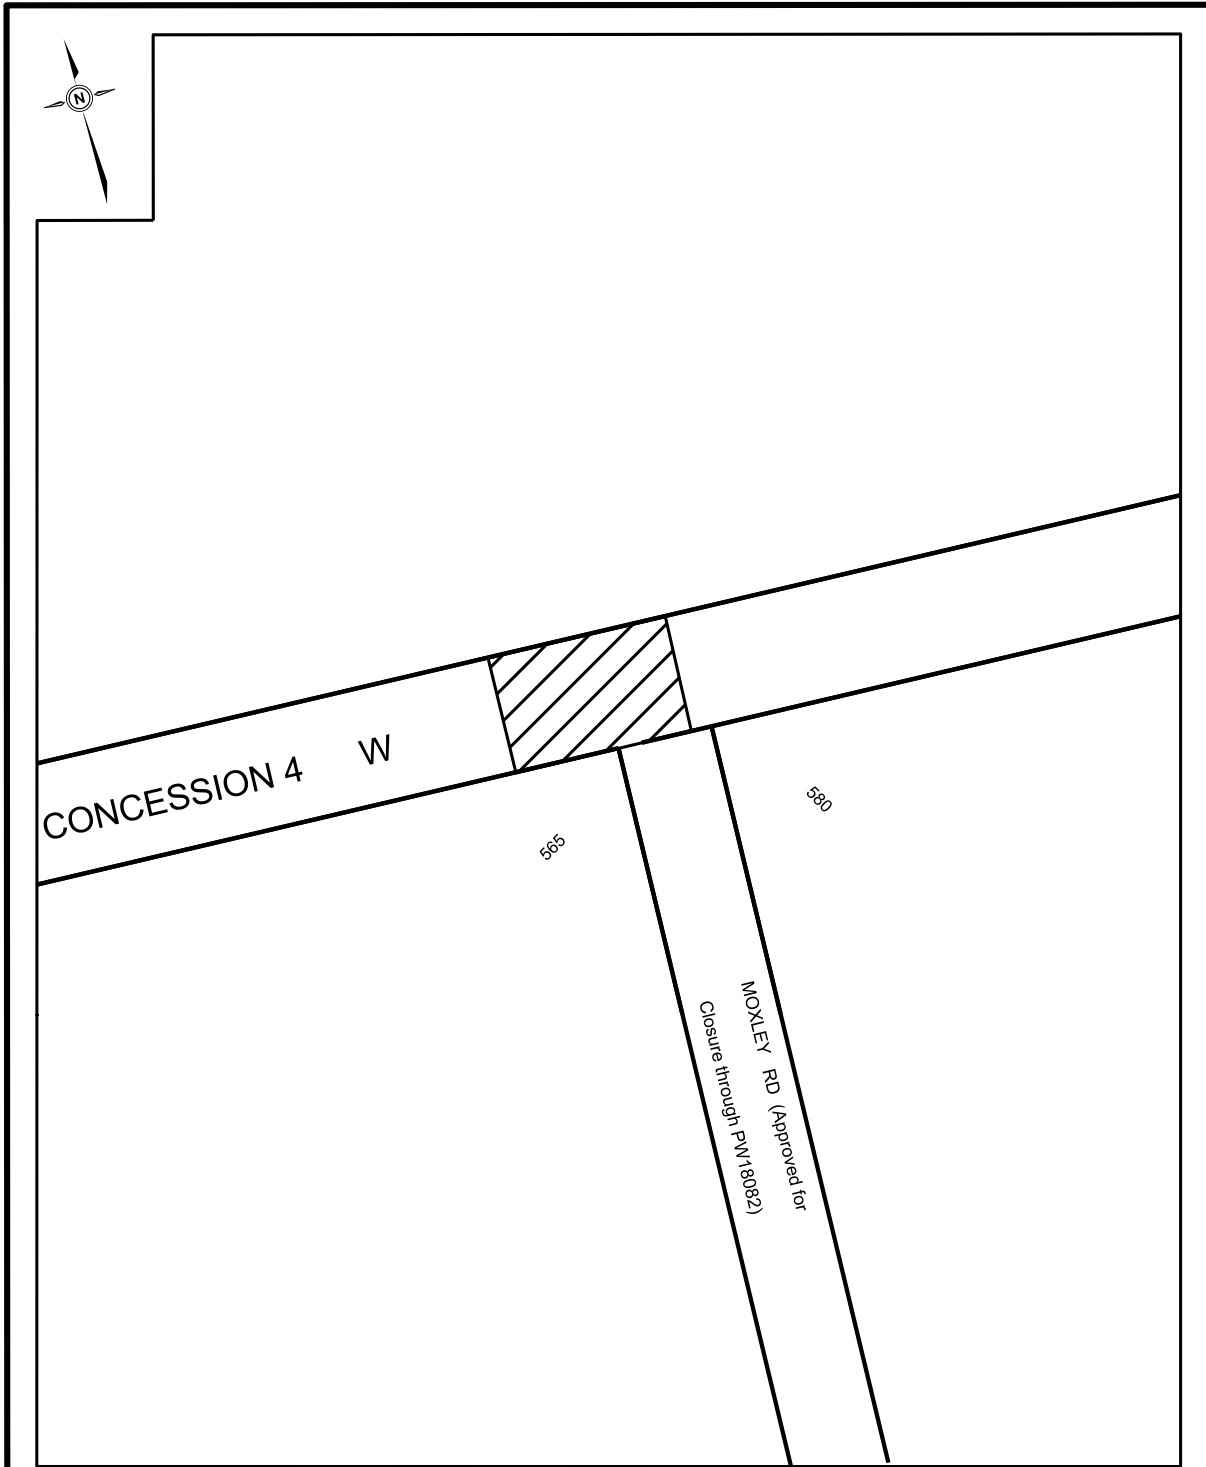 N
CONCESSION 4 W
580
565
MOXLEY RD (Approved for
Closure through PW18082)